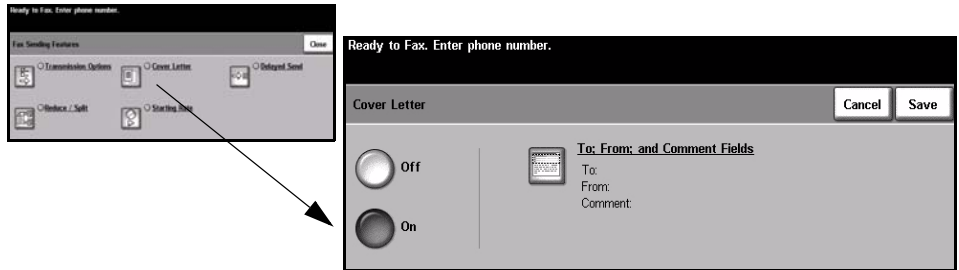 Ready to Fax. Enter phone number.
Fax Sending Features
Close
Transmission Options
Cover Letter
Delayed Send
Reduce / Split
Starting Rate
Ready to Fax. Enter phone number.
Cover Letter
Cancel
Save
Off
To; From; and Comment Fields
To:
From:
Comment:
On